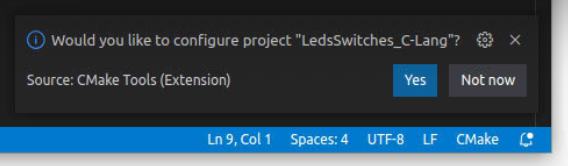 Would you like to configure project "LedsSwitches_C-Lang"?
Source: CMake Tools (Extension)
Yes
Not now
Ln 9, Col 1
Spaces: 4
UTF-8
LF
CMake